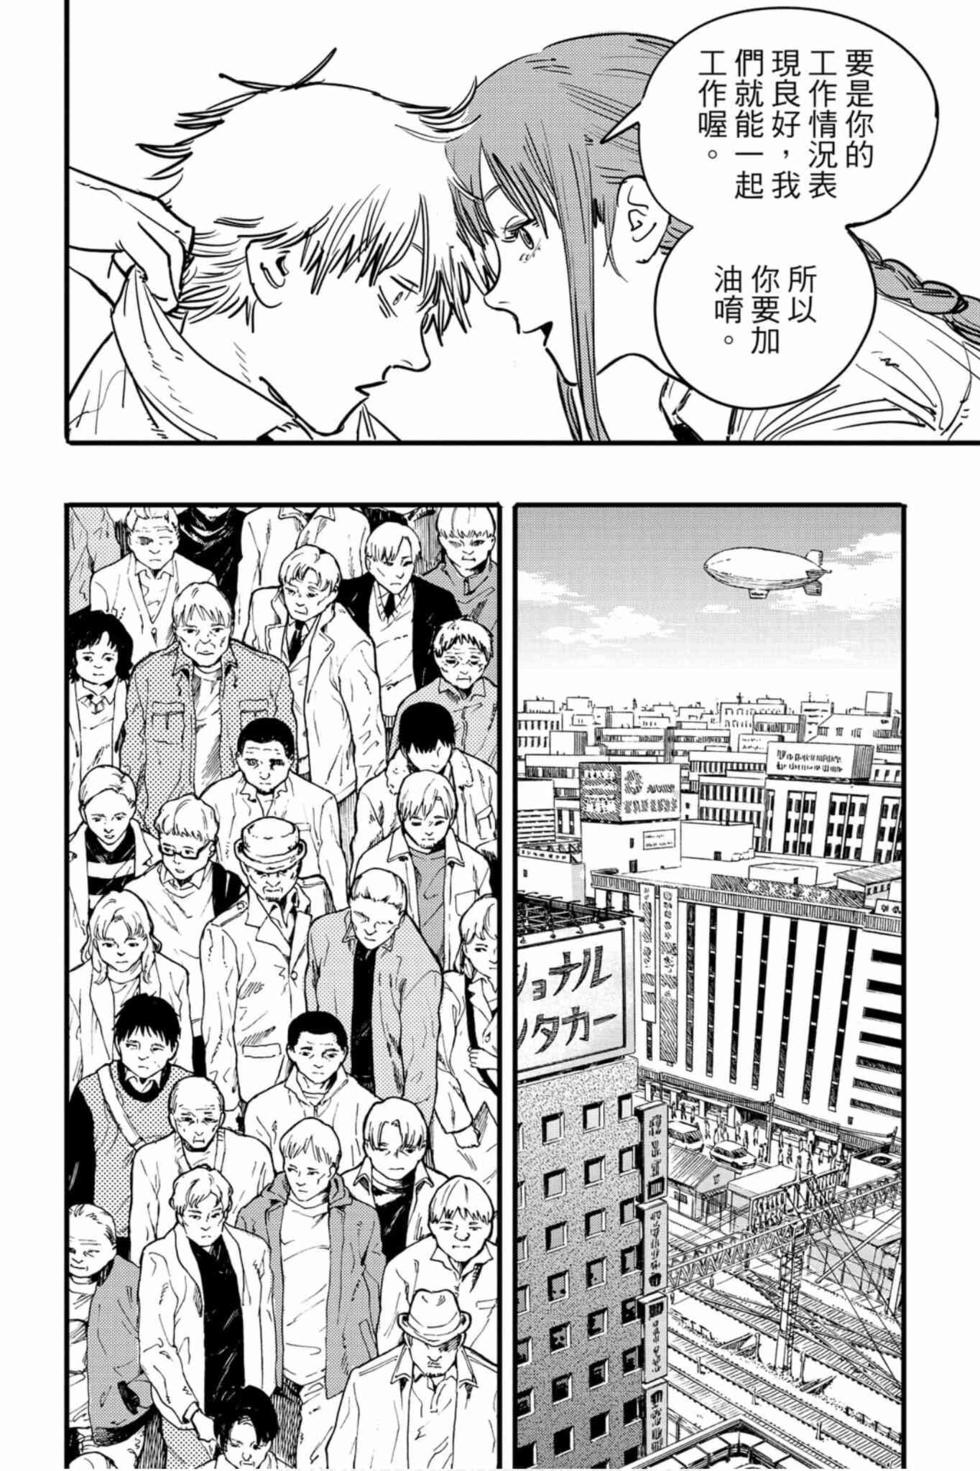 要是你的
工作情況表
現良好，我
們就能一起
工作喔。
所以
你要加
油唷。
ショナル
ンタカー